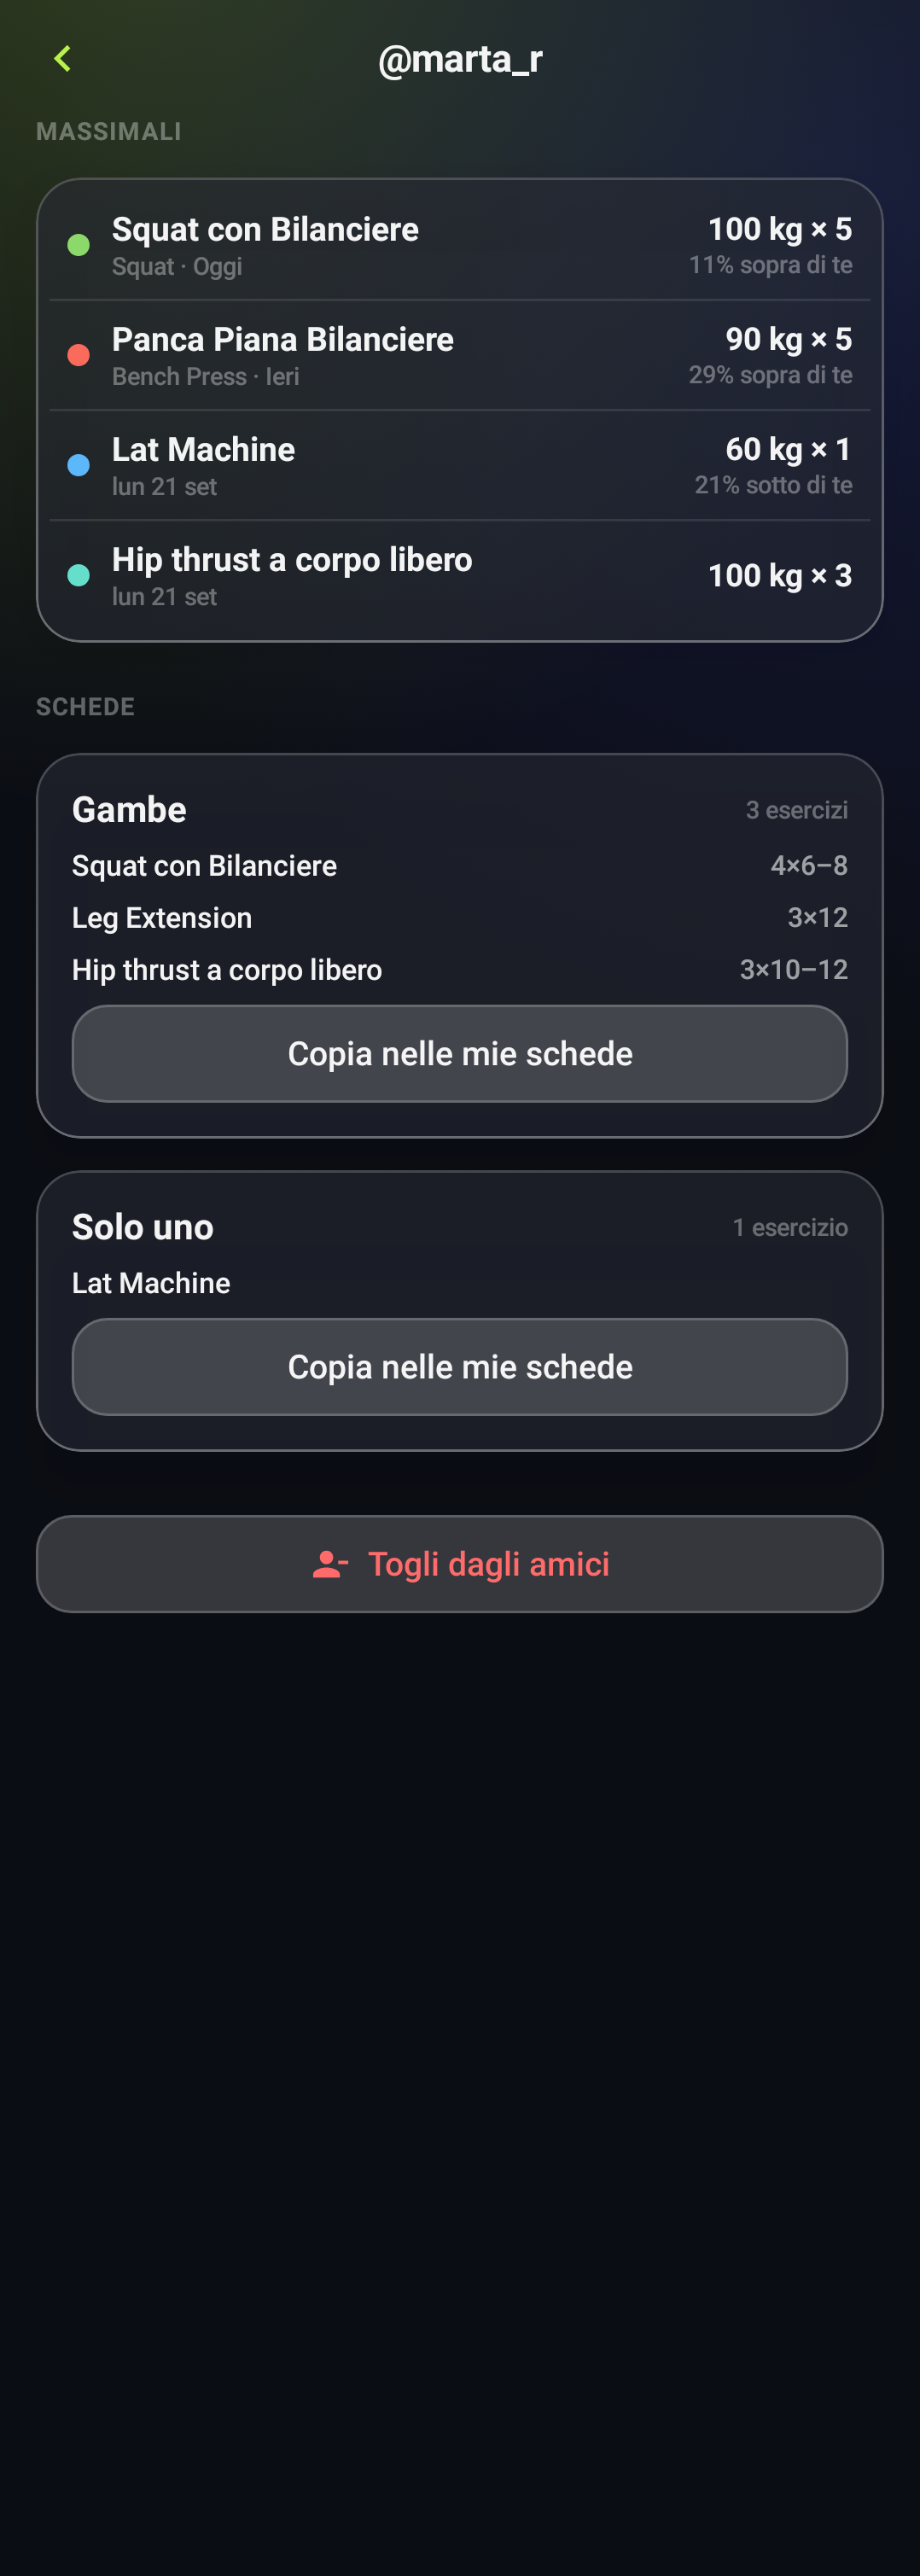 @marta_r
MASSIMALI
Squat con Bilanciere
100 kg × 5
Squat · Oggi
11% sopra di te
Panca Piana Bilanciere
90 kg × 5
Bench Press · Ieri
29% sopra di te
Lat Machine
60 kg × 1
lun 21 set
21% sotto di te
Hip thrust a corpo libero
100 kg × 3
lun 21 set
SCHEDE
Gambe
3 esercizi
Squat con Bilanciere
4×6–8
Leg Extension
3×12
Hip thrust a corpo libero
3×10–12
Copia nelle mie schede
Solo uno
1 esercizio
Lat Machine
Copia nelle mie schede
Togli dagli amici